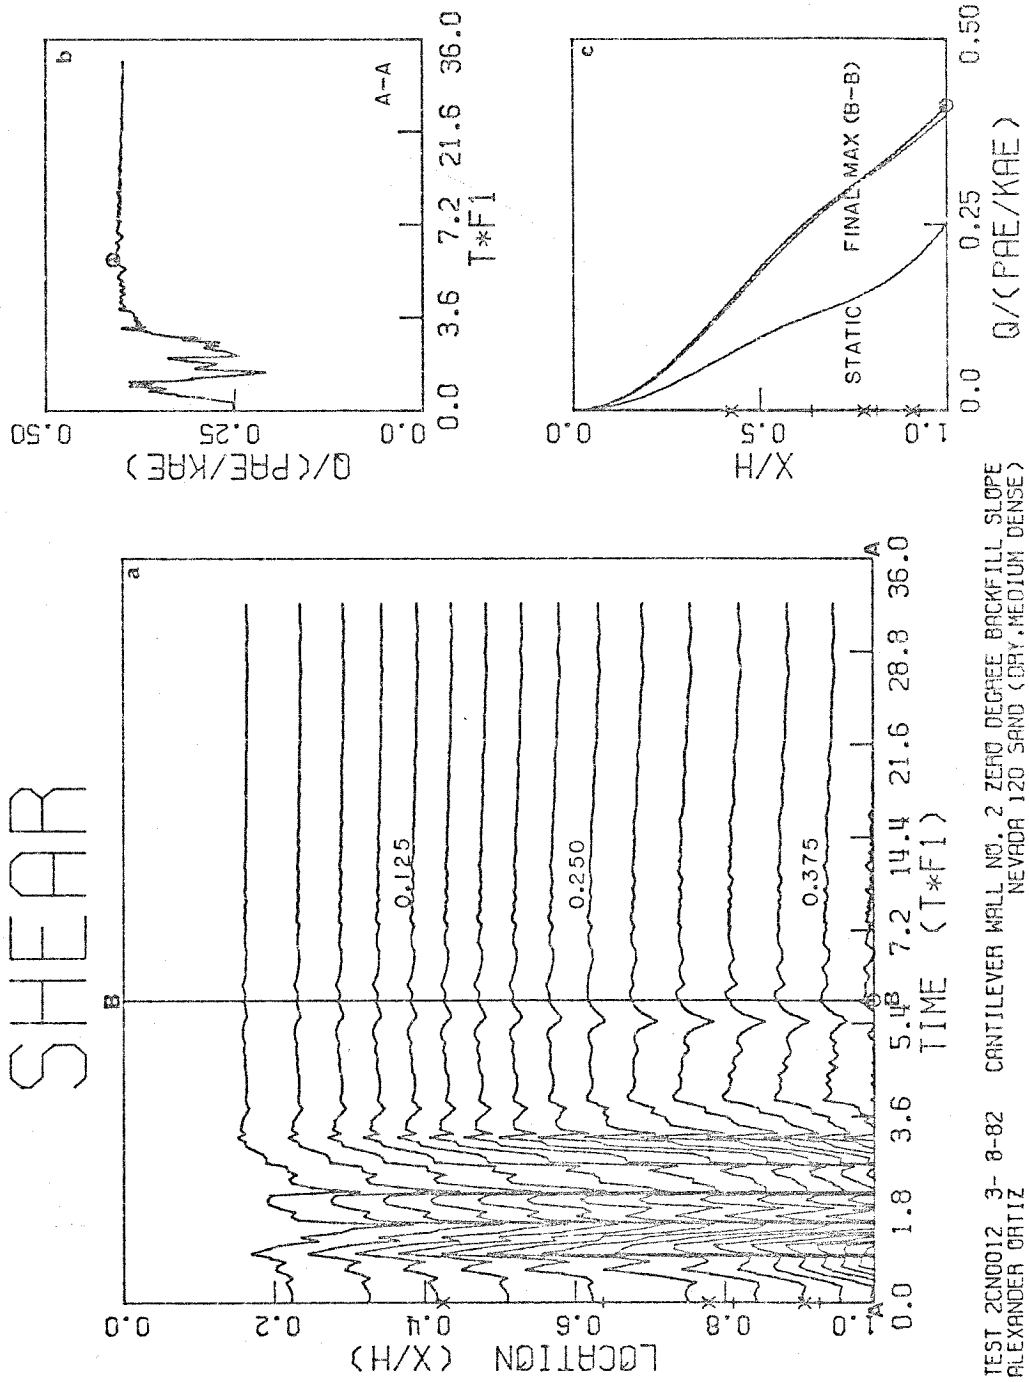 SHEAR
a
B
LOCATION (X/H)
0.0
0.2
0.4
0.6
0.8
1.0
0.125
0.250
0.375
A
B
A
0.0 1.8 3.6 5.4 7.2 14.4 21.6 28.8 36.0
TIME (T*F1)
b
Q/(PAE/KAE)
0.50
0.25
0.0
A-A
0.0 3.6 7.2 21.6 36.0
T*F1
c
X/H
0.0
0.5
1.0
STATIC FINAL MAX (B-B)
0.0 0.25 0.50
Q/(PAE/KAE)
TEST 2CN0012 3- 8-82 CANTILEVER WALL NO. 2 ZERO DEGREE BACKFILL SLOPE
ALEXANDER ORTIZ NEVADA 120 SAND (DRY,MEDIUM DENSE)